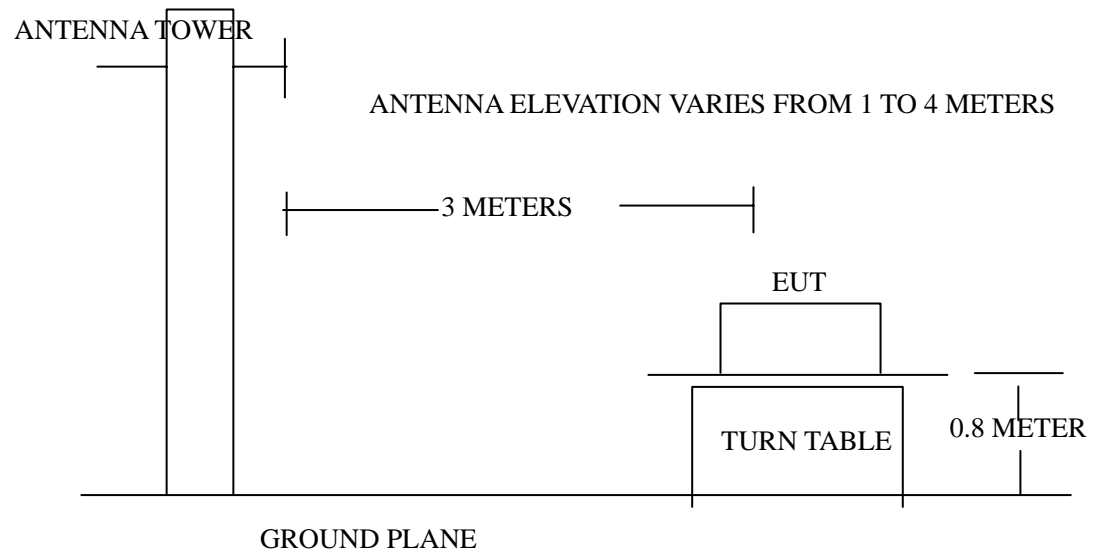 ANTENNA TOWER
ANTENNA ELEVATION VARIES FROM 1 TO 4 METERS
3 METERS
EUT
0.8 METER
TURN TABLE
GROUND PLANE